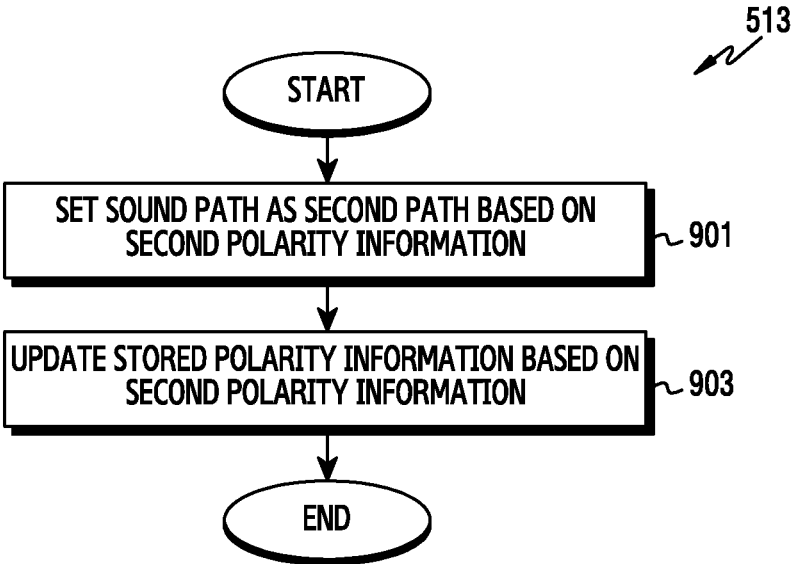 513
START
SET SOUND PATH AS SECOND PATH BASED ON
SECOND POLARITY INFORMATION
901
UPDATE STORED POLARITY INFORMATION BASED ON
SECOND POLARITY INFORMATION
903
END